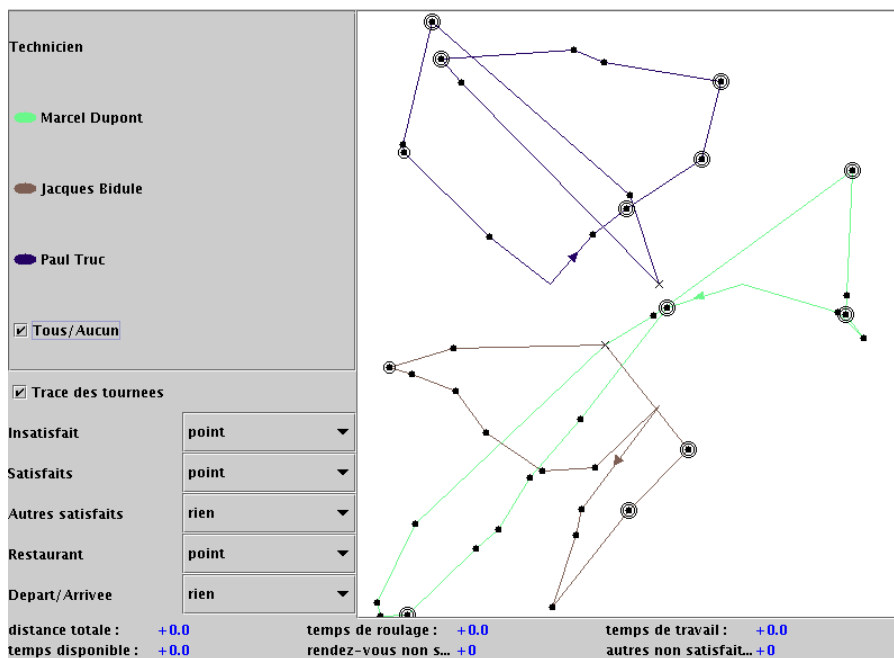 Technicien
Marcel Dupont
Jacques Bidule
Paul Truc
Tous/Aucun
Trace des tournees
Insatisfait point
Satisfaits point
Autres satisfaits rien
Restaurant point
Depart/Arrivee rien
distance totale : +0.0 temps de roulage : +0.0 temps de travail : +0.0
temps disponible : +0.0 rendez-vous non s... +0 autres non satisfait... +0